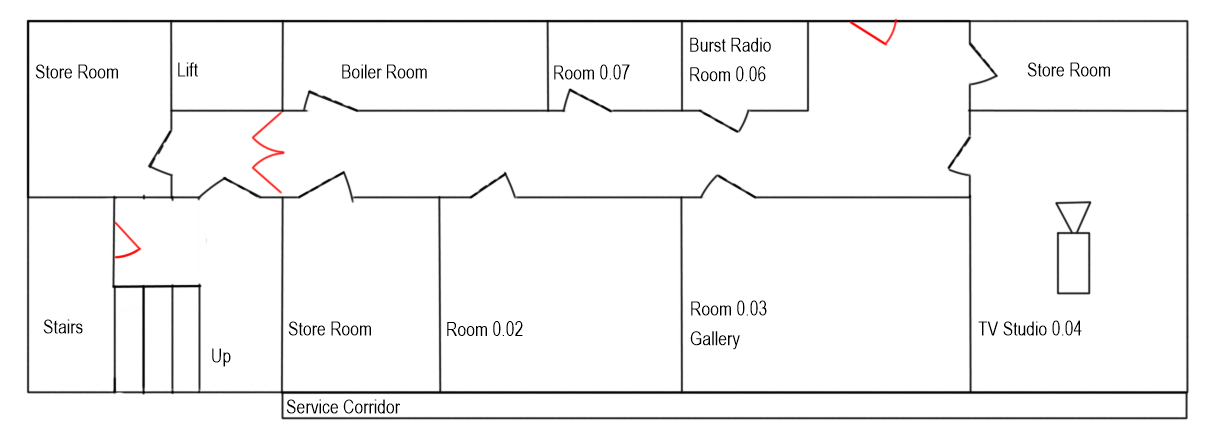 Store Room
Lift
Boiler Room
Room 0.07
Burst Radio
Room 0.06
Store Room
Stairs
Up
Store Room
Room 0.02
Room 0.03
Gallery
TV Studio 0.04
Service Corridor